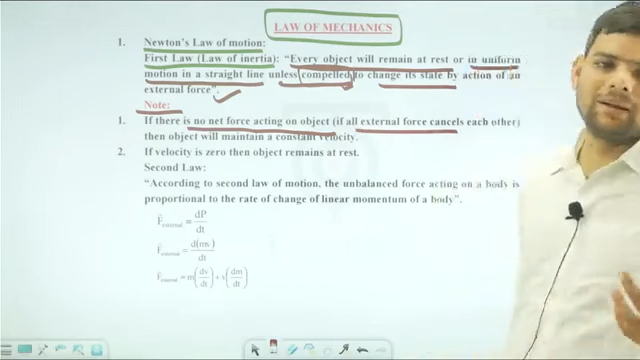 LAW OF MECHANICS
1. Newton's Law of motion:
First Law (Law of inertia): "Every object will remain at rest or in uniform
motion in a straight line unless compelled to change its state by action of an
external force".
Note:
1. If there is no net force acting on object (if all external force cancels each other)
then object will maintain a constant velocity.
2. If velocity is zero then object remains at rest.
Second Law:
"According to second law of motion, the unbalanced force acting on a body is
proportional to the rate of change of linear momentum of a body".
F external = dP/dt
F external = d(mv)/dt
F external = m(dv/dt) + v(dm/dt)